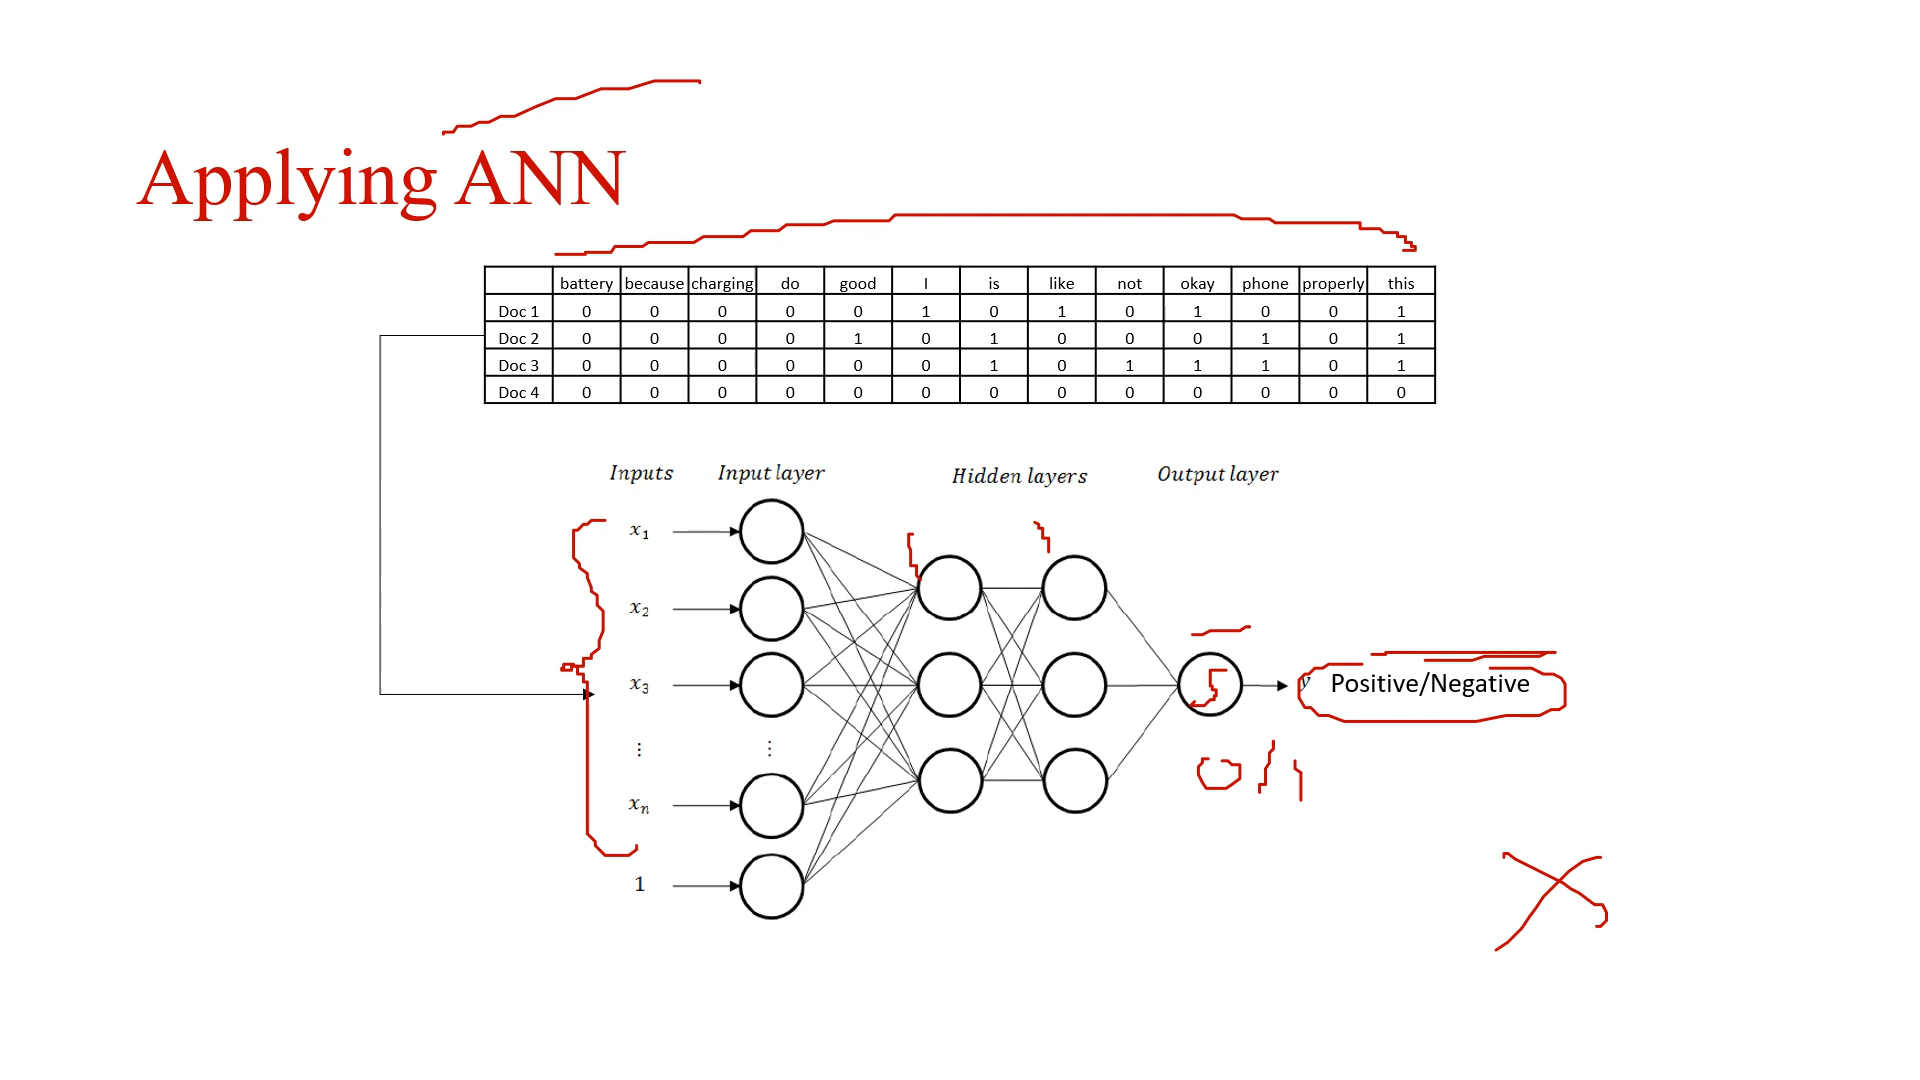 Applying ANN
battery because charging do good I is like not okay phone properly this
Doc 1 0 0 0 0 0 1 0 1 0 1 0 0 1
Doc 2 0 0 0 0 1 0 1 0 0 0 1 0 1
Doc 3 0 0 0 0 0 0 1 0 1 1 1 0 1
Doc 4 0 0 0 0 0 0 0 0 0 0 0 0 0
Inputs Input layer Hidden layers Output layer
x1
x2
x3
y Positive/Negative
⋮ ⋮
0/1
xn
1